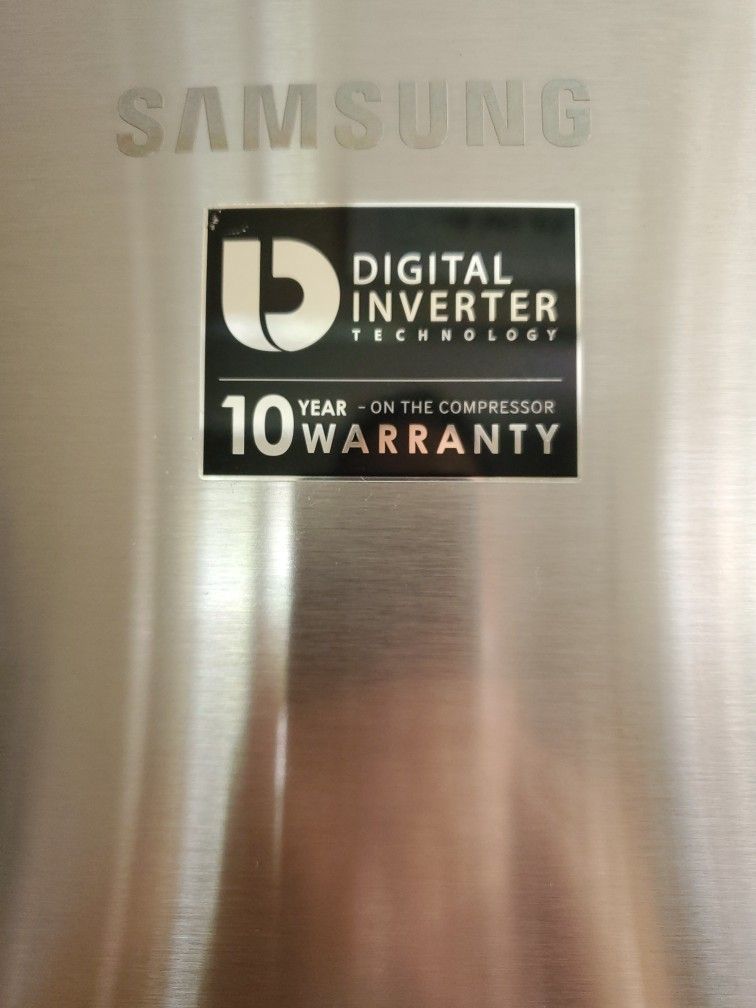 SAMSUNG
DIGITAL
INVERTER
TECHNOLOGY
10 YEAR - ON THE COMPRESSOR
WARRANTY